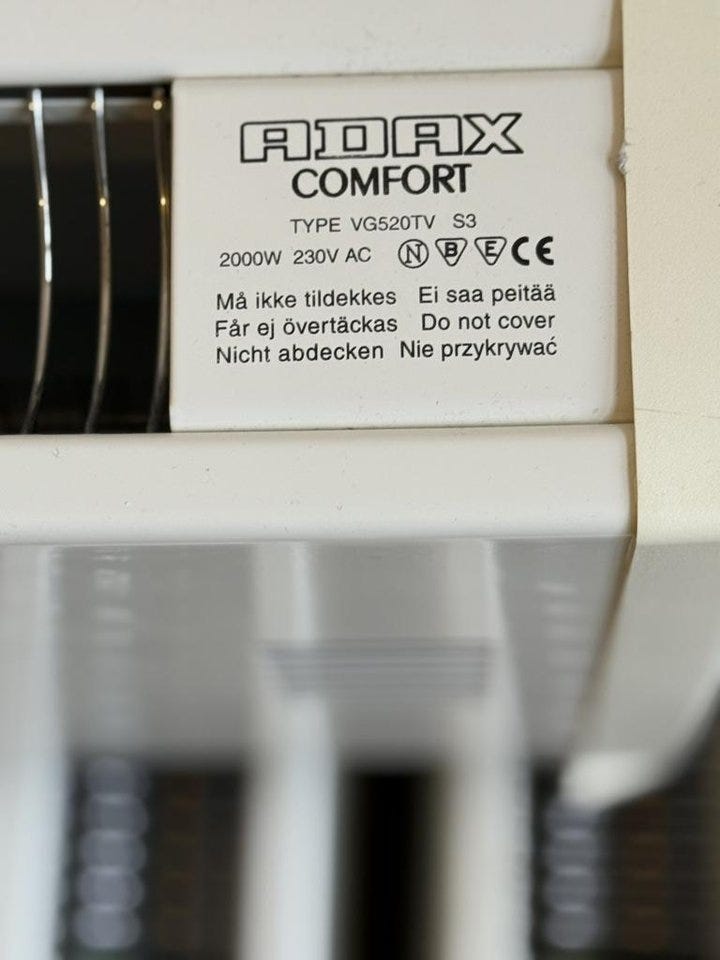 ADAX
COMFORT
TYPE VG520TV S3
2000W 230V AC N B E CE
Må ikke tildekkes Ei saa peitää
Får ej övertäckas Do not cover
Nicht abdecken Nie przykrywać